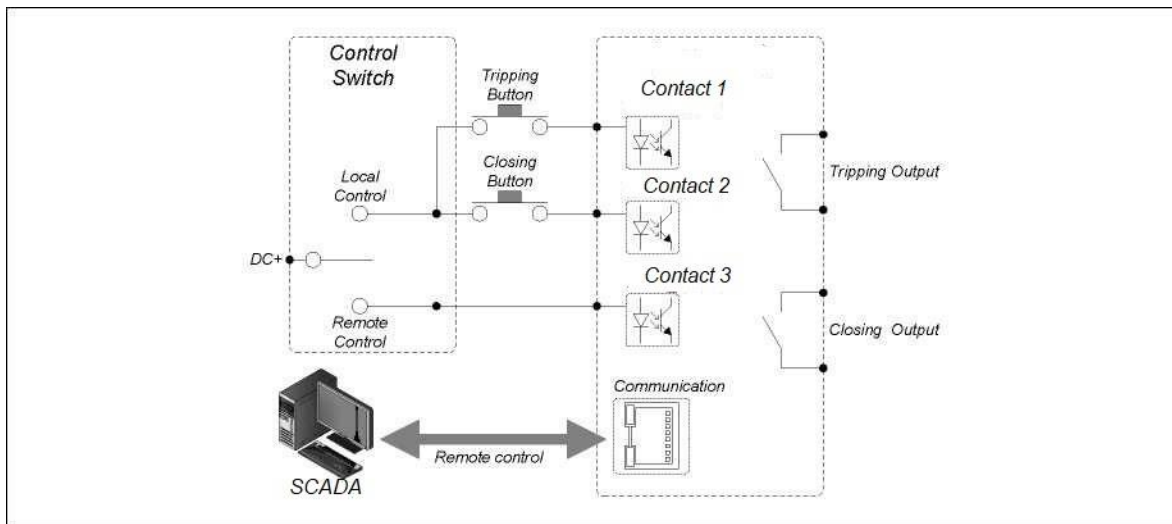 Control
Switch
Tripping
Button
Contact 1
Closing
Button
Local
Control
Contact 2
Tripping Output
DC+
Contact 3
Remote
Control
Closing Output
Communication
Remote control
SCADA